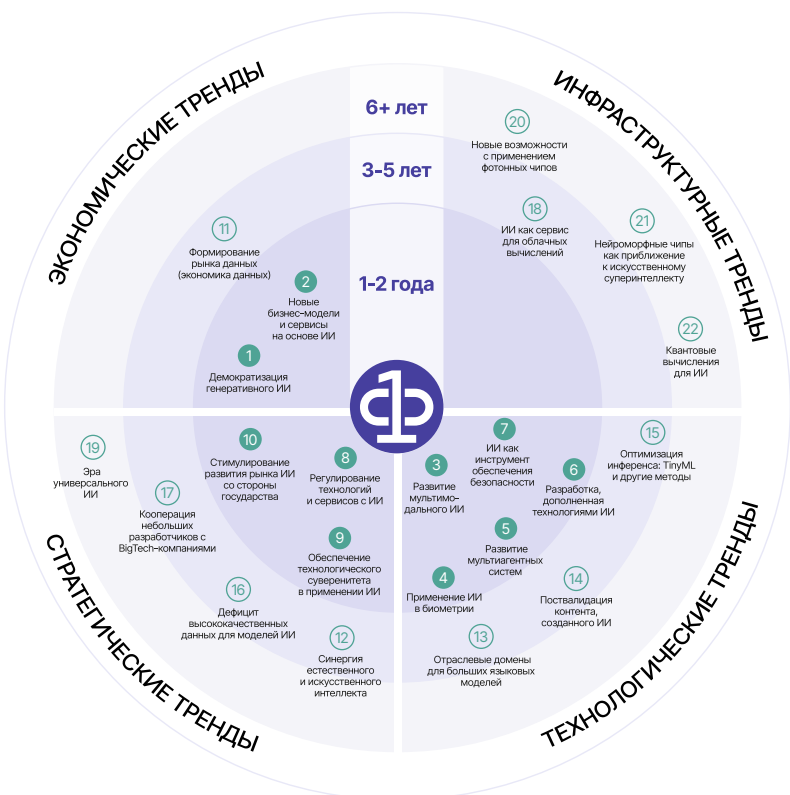 ЭКОНОМИЧЕСКИЕ ТРЕНДЫ
ИНФРАСТРУКТУРНЫЕ ТРЕНДЫ
6+ лет
3-5 лет
1-2 года
11
Формирование
рынка данных
(экономика данных)
2
Новые
бизнес-модели
и сервисы
на основе ИИ
1
Демократизация
генеративного ИИ
20
Новые возможности
с применением
фотонных чипов
18
ИИ как сервис
для облачных
вычислений
21
Нейроморфные чипы
как приближение
к искусственному
суперинтеллекту
22
Квантовые
вычисления
для ИИ
19
Эра
универсального
ИИ
10
Стимулирование
развития рынка ИИ
со стороны
государства
8
Регулирование
технологий
и сервисов с ИИ
17
Кооперация
небольших
разработчиков с
BigTech-компаниями
9
Обеспечение
технологического
суверенитета
в применении ИИ
16
Дефицит
высококачественных
данных для моделей ИИ
12
Синергия
естественного
и искусственного
интеллекта
7
ИИ как
инструмент
обеспечения
безопасности
15
Оптимизация
инференса: TinyML
и другие методы
3
Развитие
мультимо-
дального ИИ
6
Разработка,
дополненная
технологиями ИИ
5
Развитие
мультиагентных
систем
4
Применение ИИ
в биометрии
14
Поствалидация
контента,
созданного ИИ
13
Отраслевые домены
для больших языковых
моделей
СТРАТЕГИЧЕСКИЕ ТРЕНДЫ
ТЕХНОЛОГИЧЕСКИЕ ТРЕНДЫ